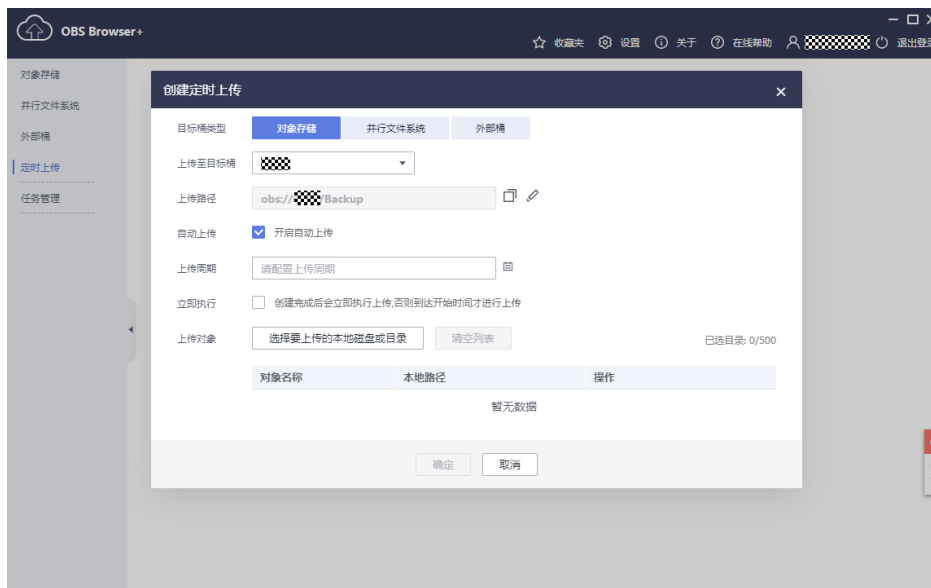 OBS Browser+
收藏夹 设置 关于 在线帮助 退出登录
对象存储
并行文件系统
外部桶
定时上传
任务管理
创建定时上传
目标桶类型 对象存储 并行文件系统 外部桶
上传至目标桶
上传路径 obs:// /Backup
自动上传 开启自动上传
上传周期 请配置上传周期
立即执行 创建完成后会立即执行上传,否则到达开始时间才进行上传
上传对象 选择要上传的本地磁盘或目录 清空列表 已选目录: 0/500
对象名称 本地路径 操作
暂无数据
确定 取消